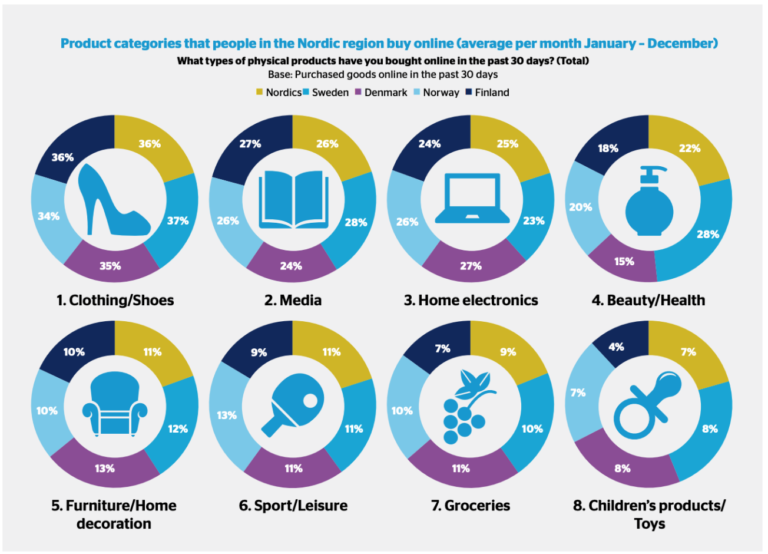 Product categories that people in the Nordic region buy online (average per month January – December)
What types of physical products have you bought online in the past 30 days? (Total)
Base: Purchased goods online in the past 30 days
Nordics Sweden Denmark Norway Finland
36% 36% 37% 35% 34%
27% 26% 28% 24% 26%
24% 25% 23% 27% 26%
18% 22% 28% 15% 20%
1. Clothing/Shoes
2. Media
3. Home electronics
4. Beauty/Health
10% 11% 12% 13% 10%
9% 11% 11% 11% 13%
7% 9% 10% 11% 10%
4% 7% 8% 8% 7%
5. Furniture/Home
decoration
6. Sport/Leisure
7. Groceries
8. Children's products/
Toys